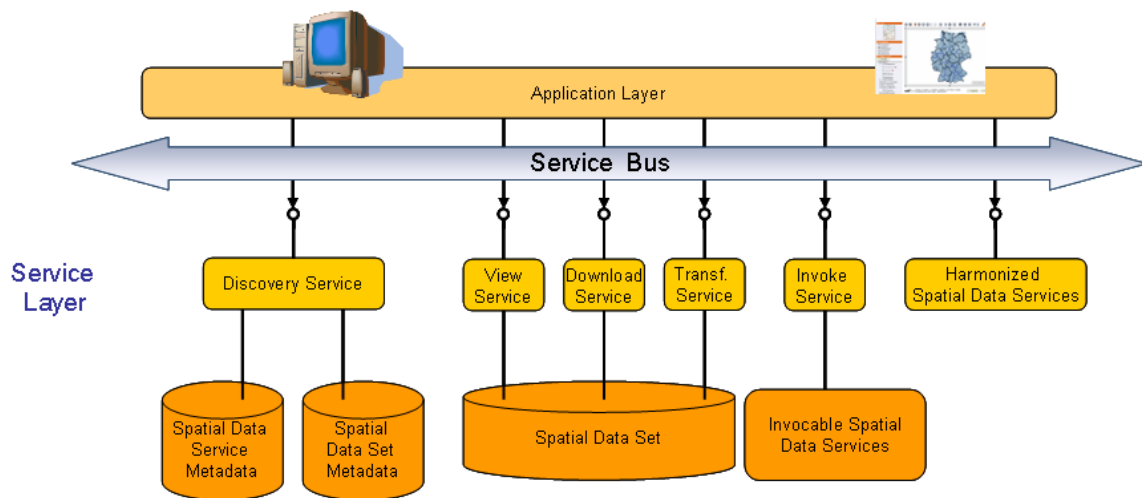 Application Layer
Service Bus
Service
Layer
Discovery Service
View
Service
Download
Service
Transf.
Service
Invoke
Service
Harmonized
Spatial Data Services
Spatial Data
Service
Metadata
Spatial
Data Set
Metadata
Spatial Data Set
Invocable Spatial
Data Services